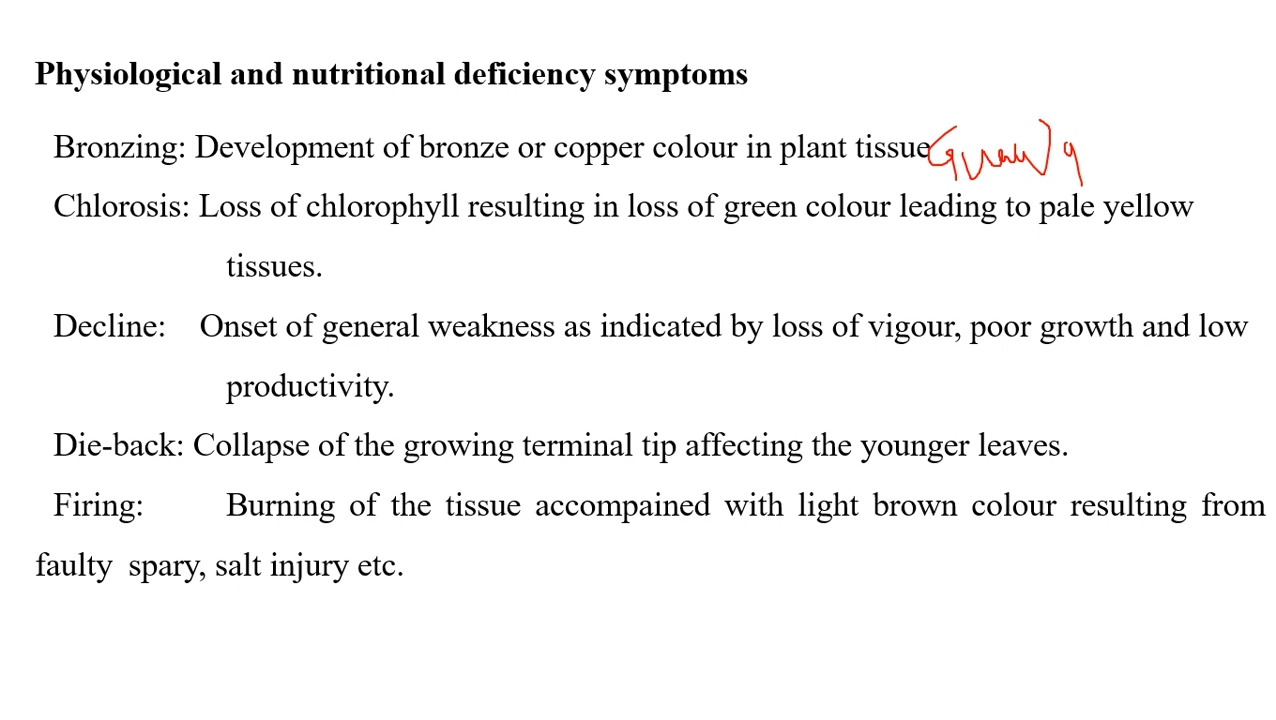 Physiological and nutritional deficiency symptoms
Bronzing: Development of bronze or copper colour in plant tissue
Chlorosis: Loss of chlorophyll resulting in loss of green colour leading to pale yellow
tissues.
Decline: Onset of general weakness as indicated by loss of vigour, poor growth and low
productivity.
Die-back: Collapse of the growing terminal tip affecting the younger leaves.
Firing: Burning of the tissue accompained with light brown colour resulting from
faulty spary, salt injury etc.